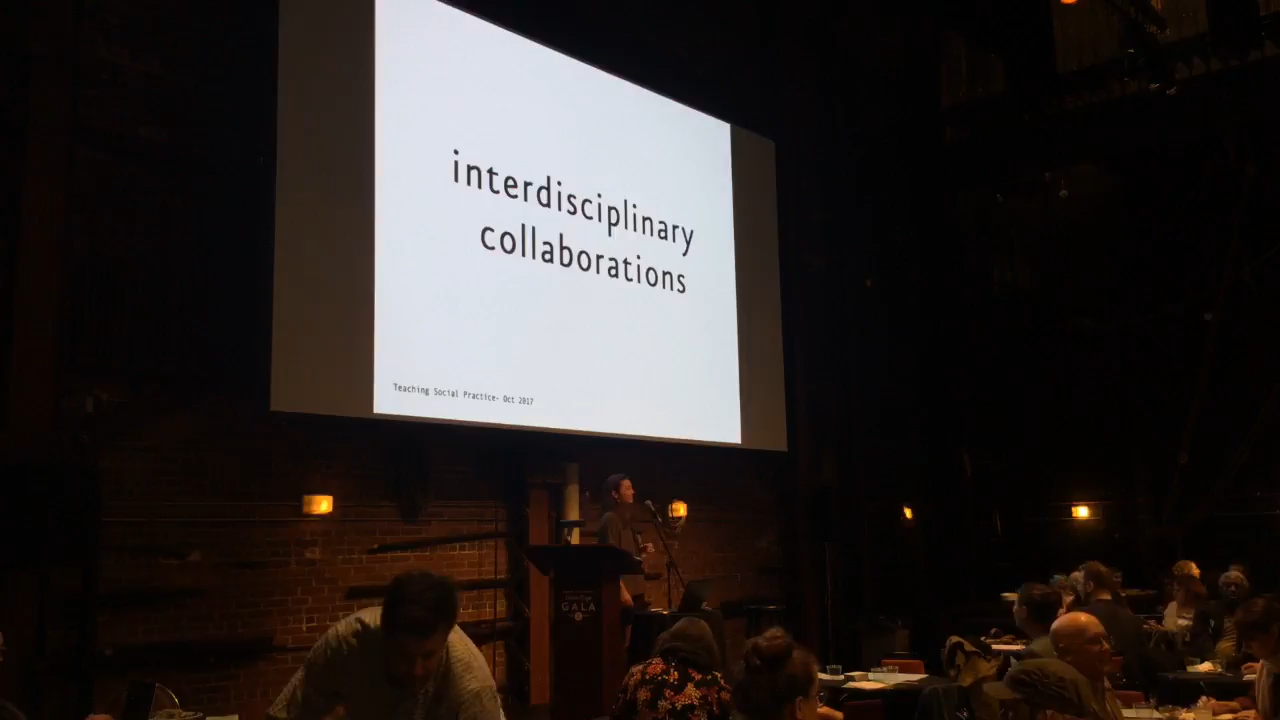 interdisciplinary
collaborations
Teaching Social Practice- Oct 2017
GALA